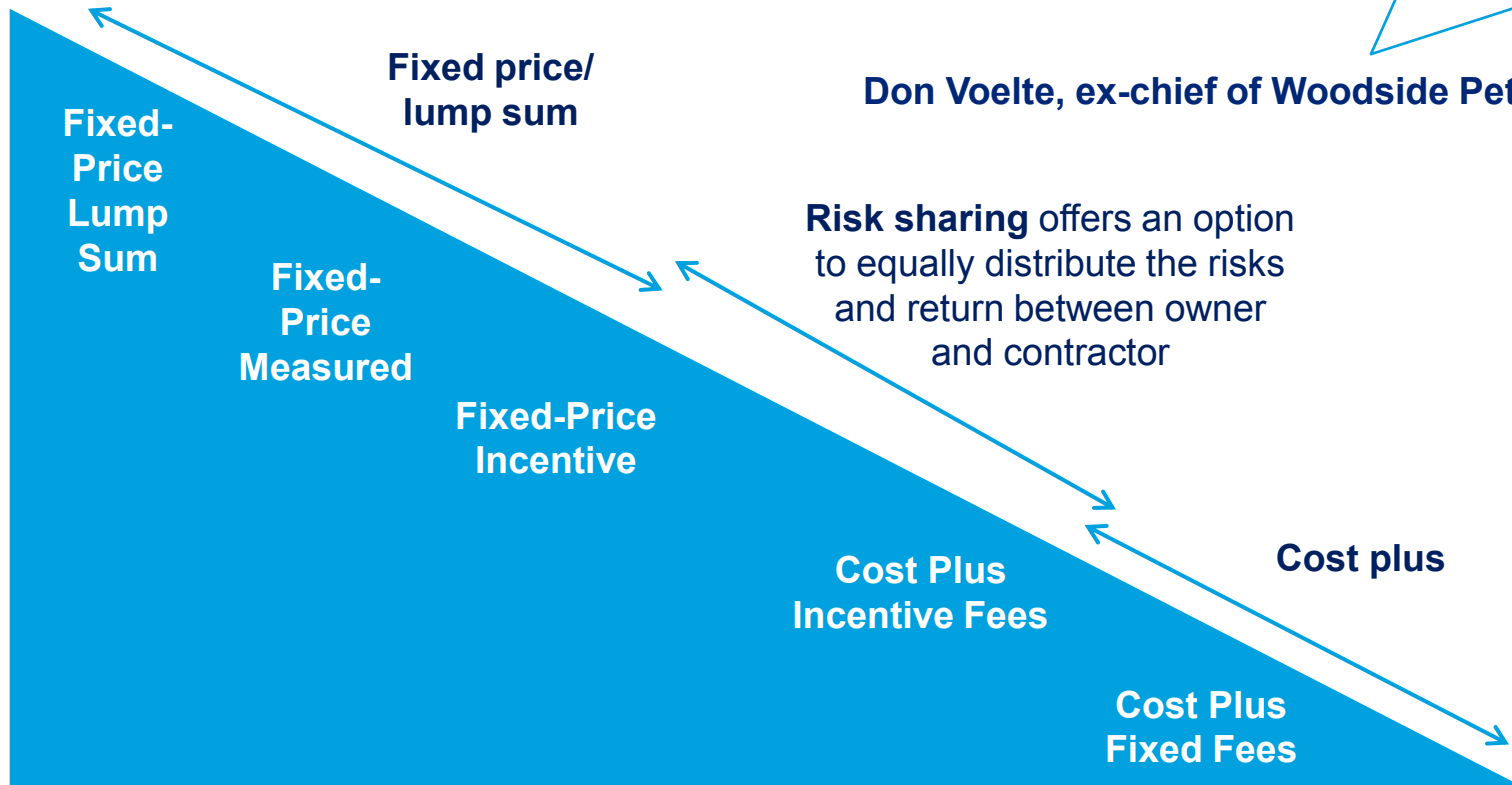 Fixed price/
lump sum
Don Voelte, ex-chief of Woodside Pet
Fixed-
Price
Lump
Sum
Risk sharing offers an option
to equally distribute the risks
and return between owner
and contractor
Fixed-
Price
Measured
Fixed-Price
Incentive
Cost Plus
Incentive Fees
Cost plus
Cost Plus
Fixed Fees